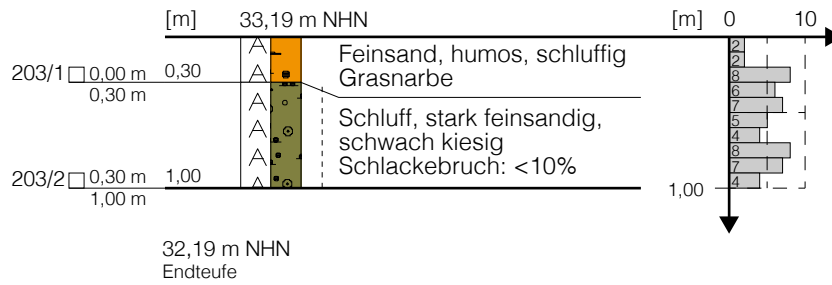 [m] 33,19 m NHN [m] 0 10
Feinsand, humos, schluffig
Grasnarbe
203/1 0,00 m 0,30
0,30 m
Schluff, stark feinsandig,
schwach kiesig
Schlackebruch: <10%
203/2 0,30 m 1,00
1,00 m
A
A
A
A
A
A
2
2
8
6
7
5
4
8
7
4
1,00
32,19 m NHN
Endteufe